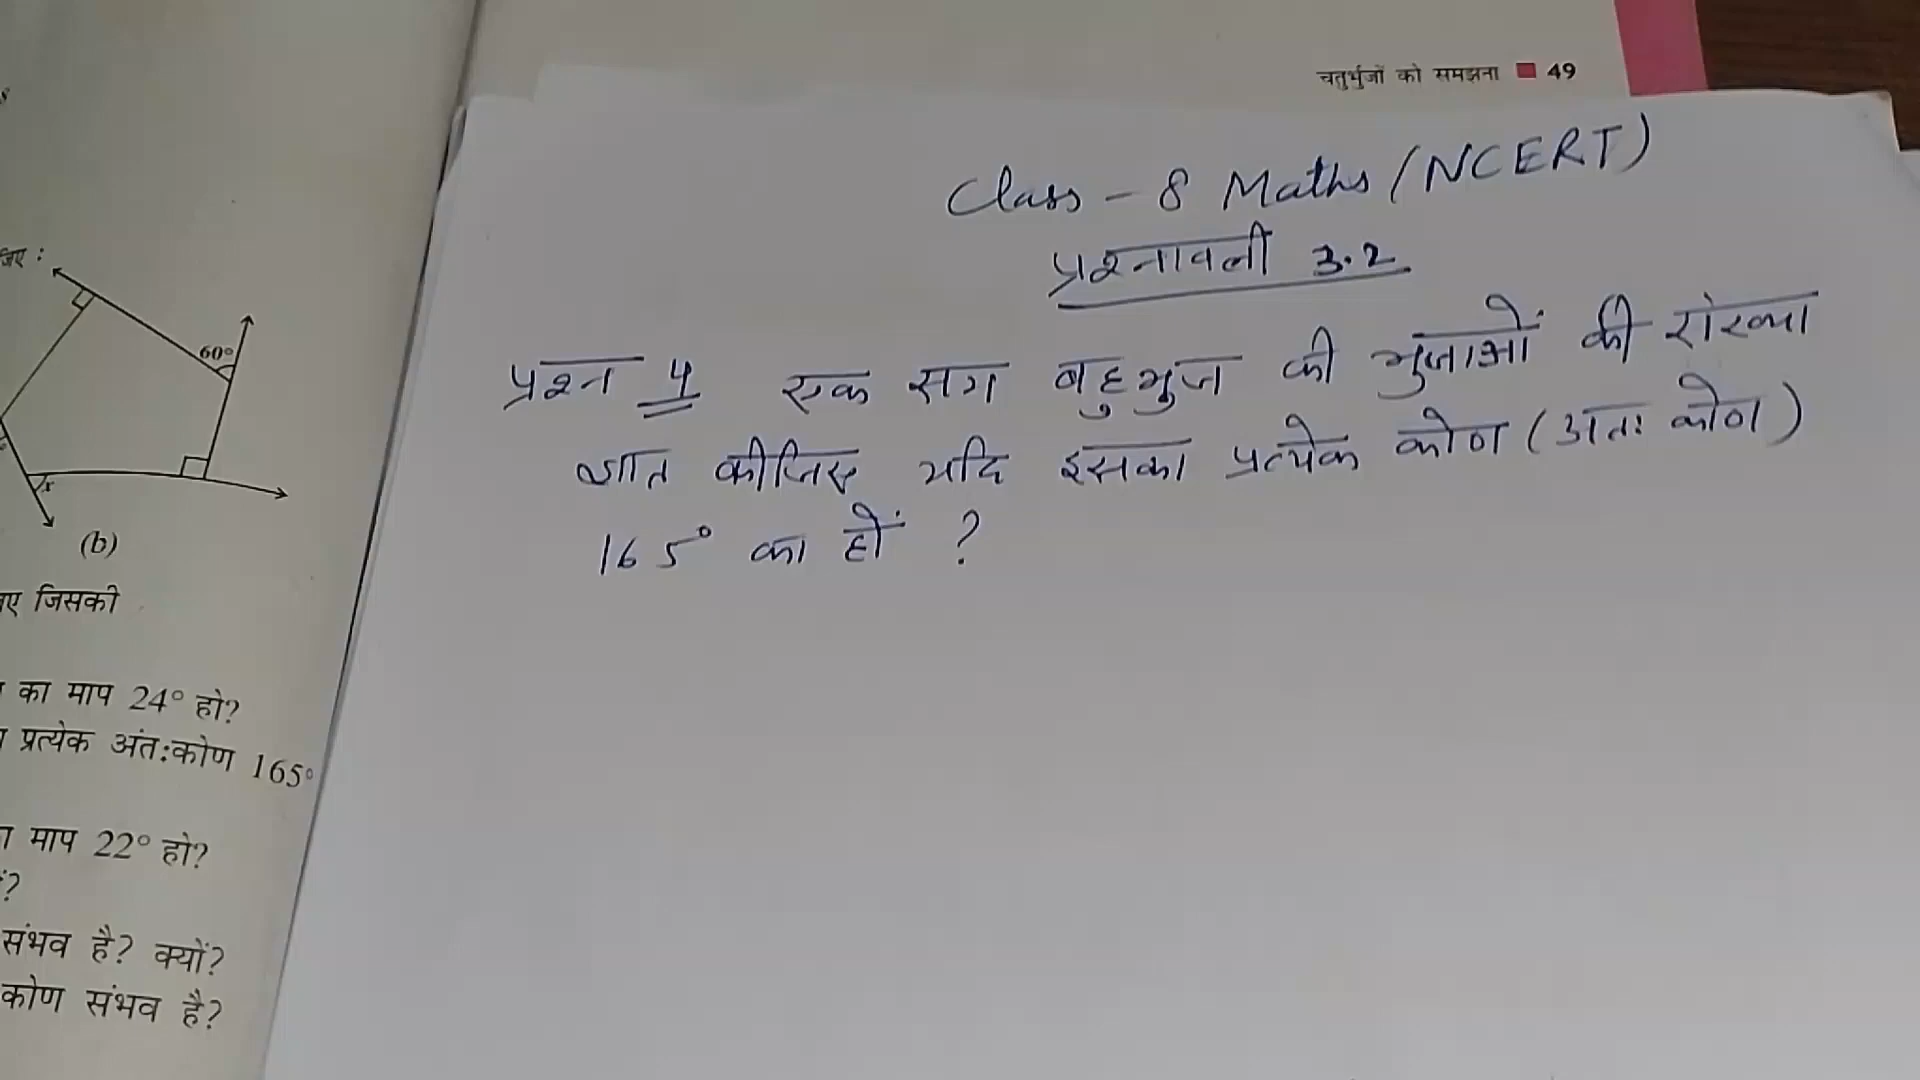 चतुर्भुजों को समझना ■ 49
Class - 8 Maths (NCERT)
प्रश्नावली 3.2
प्रश्न 4 एक सम बहुभुज की भुजाओं की संख्या
ज्ञात कीजिए यदि इसका प्रत्येक कोण (अतः कोण)
165° का हों ?
60°
x
(b)
जिसकी
का माप 24° हो?
प्रत्येक अंत:कोण 165°
माप 22° हो?
संभव है? क्यों?
कोण संभव है?